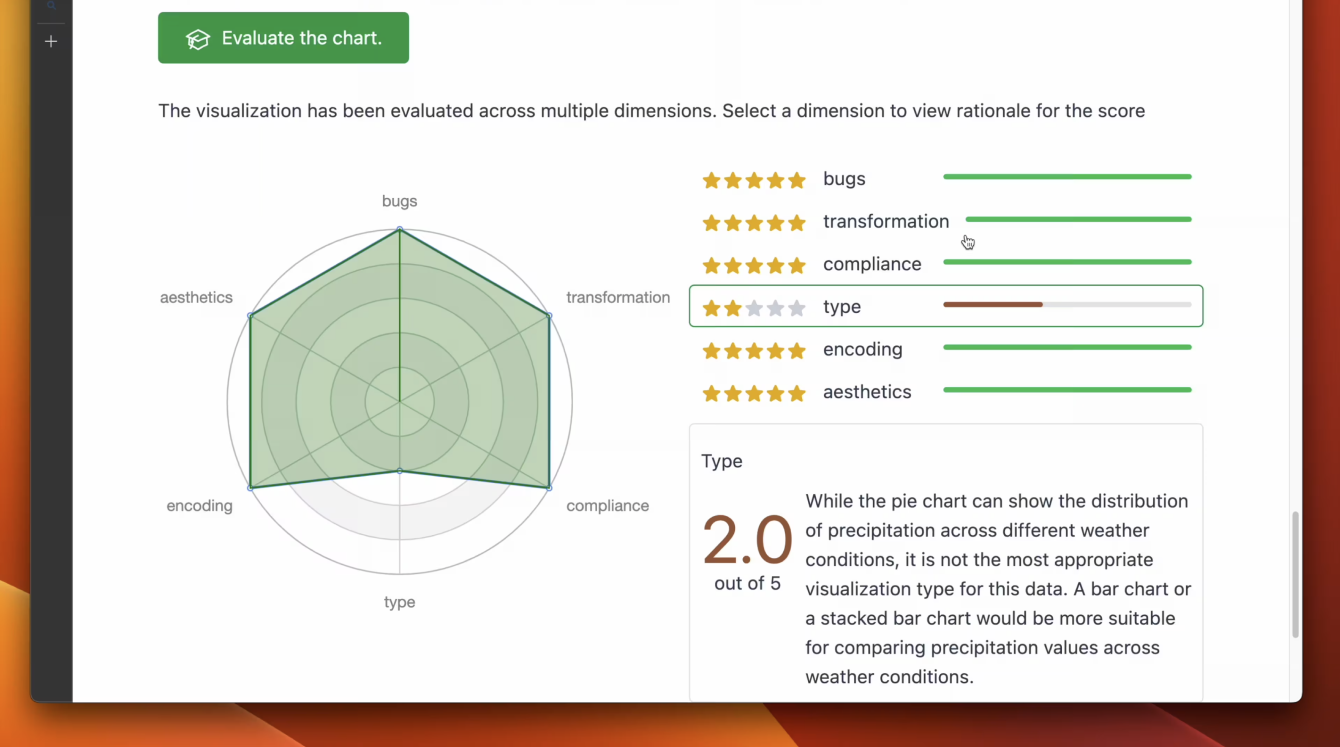 Evaluate the chart.
The visualization has been evaluated across multiple dimensions. Select a dimension to view rationale for the score
bugs
aesthetics
transformation
encoding
compliance
type
bugs
transformation
compliance
type
encoding
aesthetics
Type
2.0
out of 5
While the pie chart can show the distribution
of precipitation across different weather
conditions, it is not the most appropriate
visualization type for this data. A bar chart or
a stacked bar chart would be more suitable
for comparing precipitation values across
weather conditions.